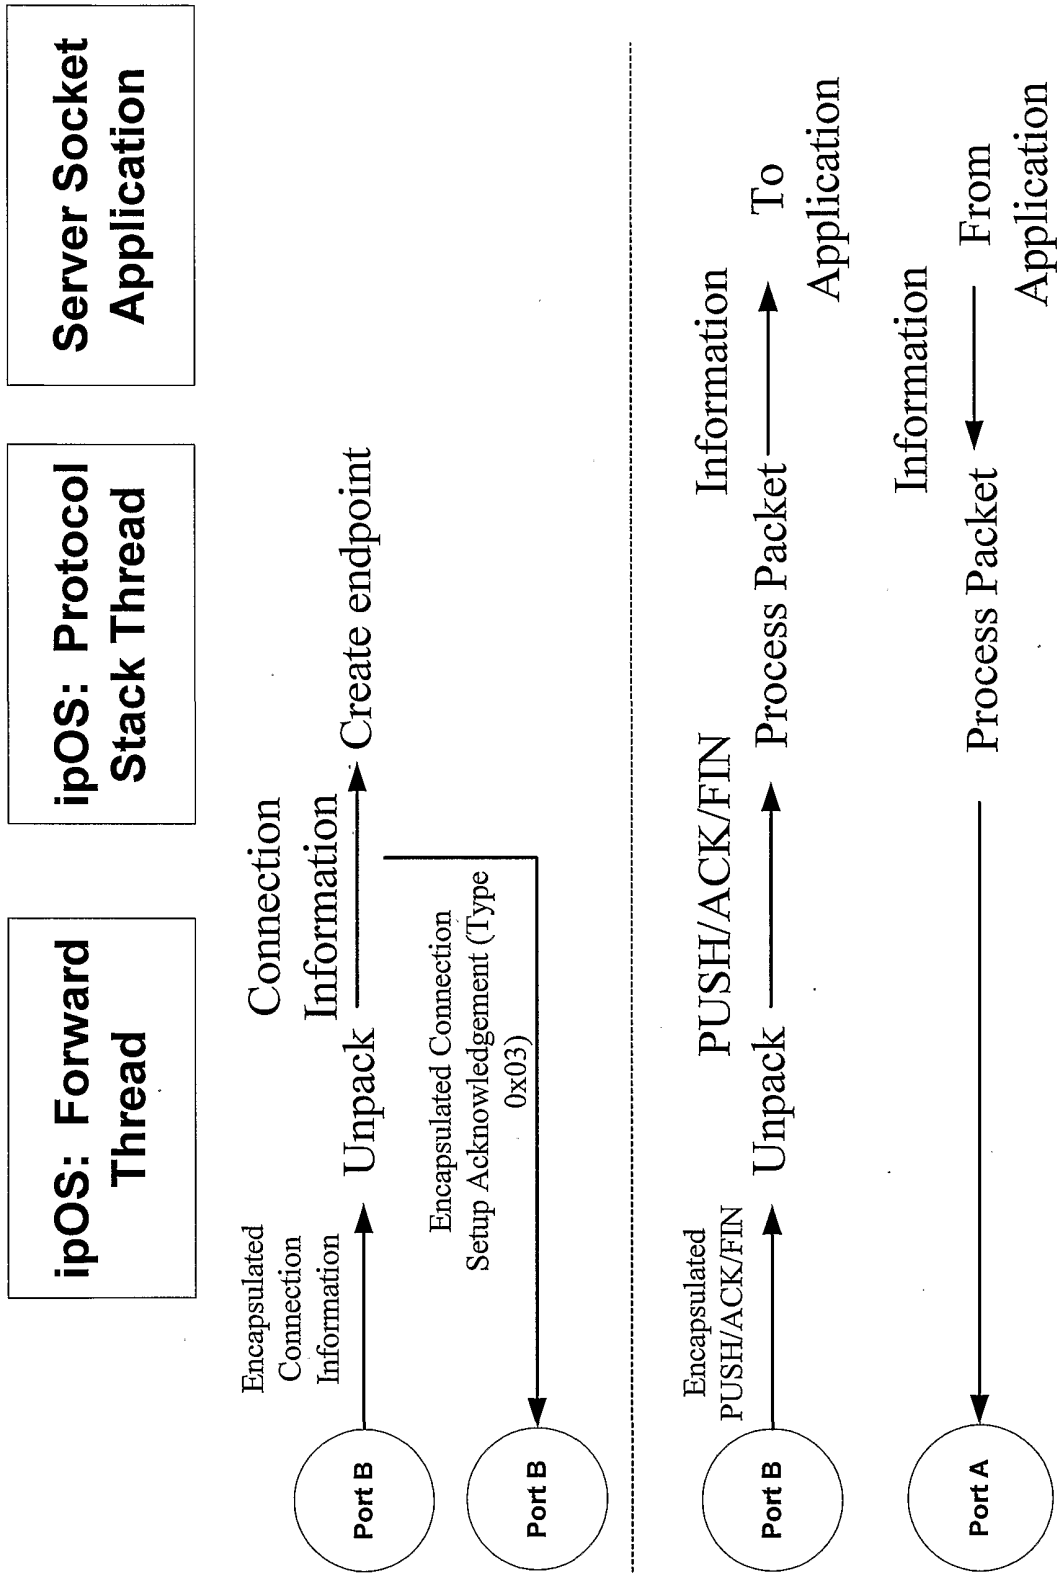 ipOS: Forward
Thread
ipOS: Protocol
Stack Thread
Server Socket
Application
Port B
Encapsulated
Connection
Information
Unpack
Connection
Information
Create endpoint
Port B
Encapsulated Connection
Setup Acknowledgement (Type
0x03)
Port B
Encapsulated
PUSH/ACK/FIN
Unpack
PUSH/ACK/FIN
Process Packet
Information
To
Application
Port A
Process Packet
Information
From
Application